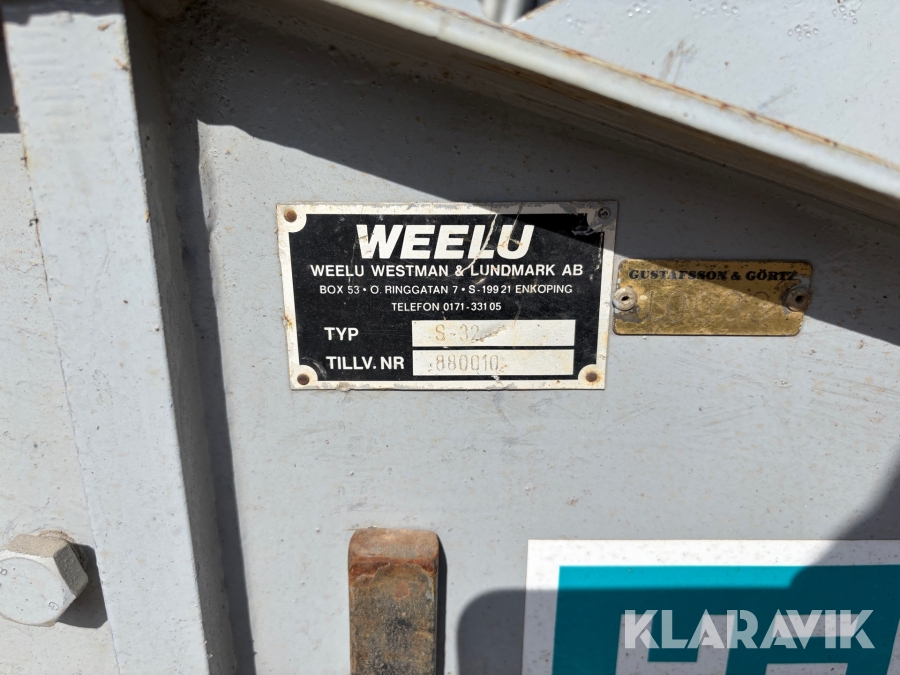 WEELU
WEELU WESTMAN & LUNDMARK AB
BOX 53 • Ö. RINGGATAN 7 • S-199 21 ENKÖPING
TELEFON 0171-331 05
TYP S-32
TILLV. NR 880010
GUSTAFSSON & GÖRTZ
KLARAVIK